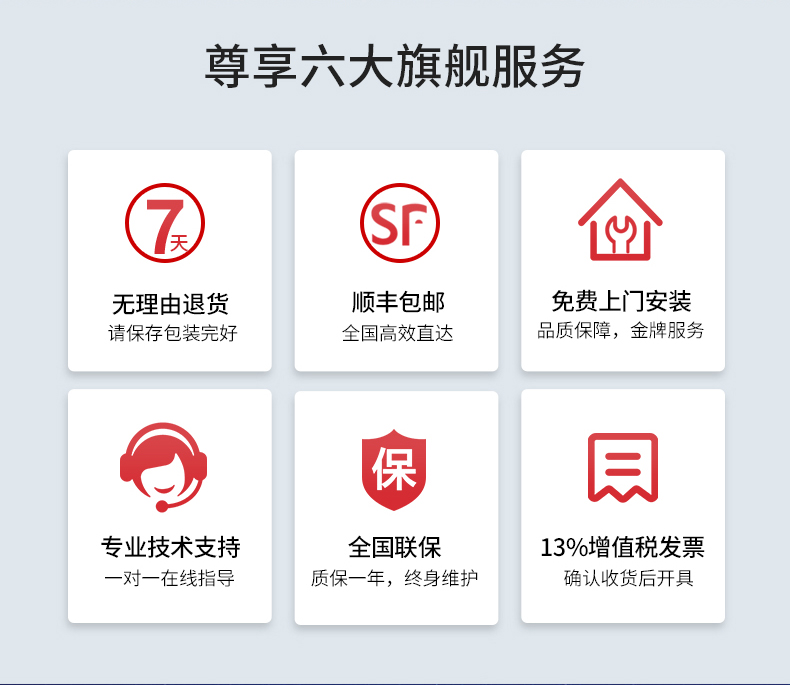 尊享六大旗舰服务
7天
无理由退货
请保存包装完好
SF
顺丰包邮
全国高效直达
免费上门安装
品质保障，金牌服务
专业技术支持
一对一在线指导
保
全国联保
质保一年，终身维护
13%增值税发票
确认收货后开具